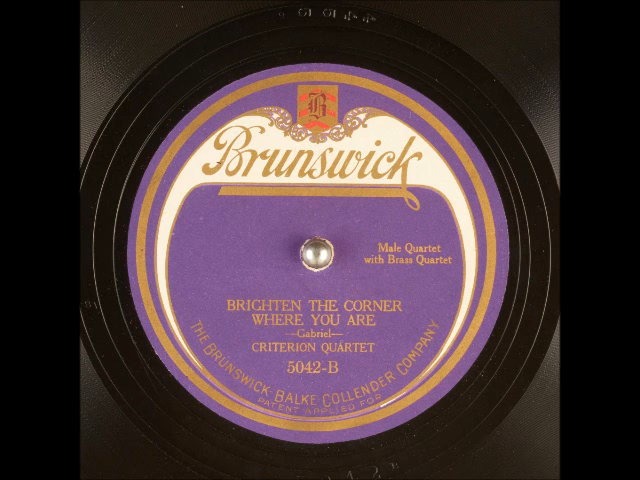 B
Brunswick
Male Quartet
with Brass Quartet
BRIGHTEN THE CORNER
WHERE YOU ARE
—Gabriel—
CRITERION QUARTET
5042-B
THE BRUNSWICK-BALKE-COLLENDER COMPANY
PATENT APPLIED FOR